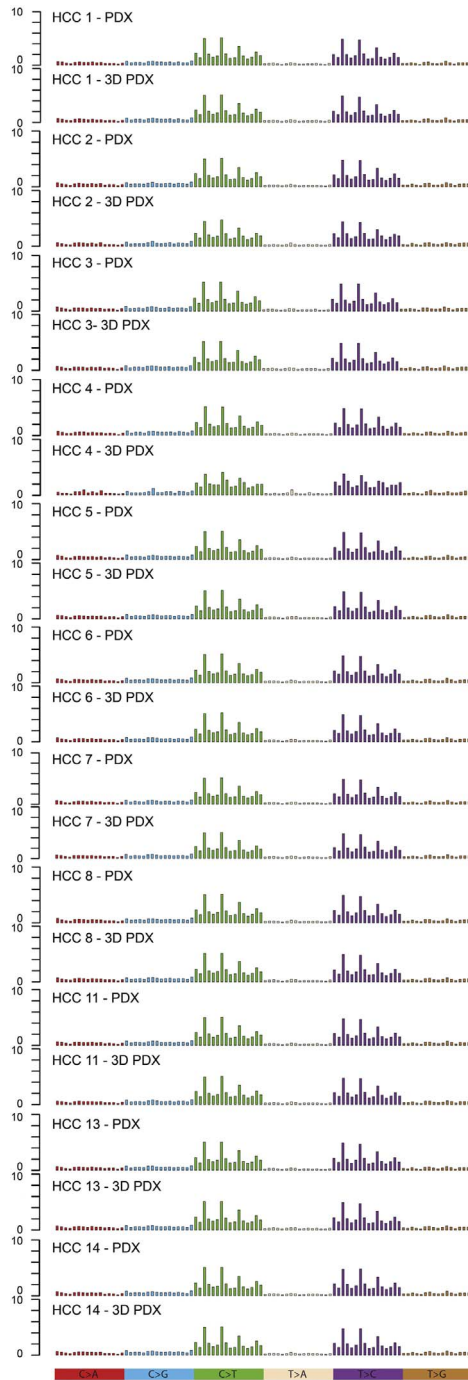 10
HCC 1 - PDX
0
10
HCC 1 - 3D PDX
0
10
HCC 2 - PDX
0
10
HCC 2 - 3D PDX
0
10
HCC 3 - PDX
0
10
HCC 3- 3D PDX
0
10
HCC 4 - PDX
0
10
HCC 4 - 3D PDX
0
10
HCC 5 - PDX
0
10
HCC 5 - 3D PDX
0
10
HCC 6 - PDX
0
10
HCC 6 - 3D PDX
0
10
HCC 7 - PDX
0
10
HCC 7 - 3D PDX
0
10
HCC 8 - PDX
0
10
HCC 8 - 3D PDX
0
10
HCC 11 - PDX
0
10
HCC 11 - 3D PDX
0
10
HCC 13 - PDX
0
10
HCC 13 - 3D PDX
0
10
HCC 14 - PDX
0
10
HCC 14 - 3D PDX
0
C>A C>G C>T T>A T>C T>G